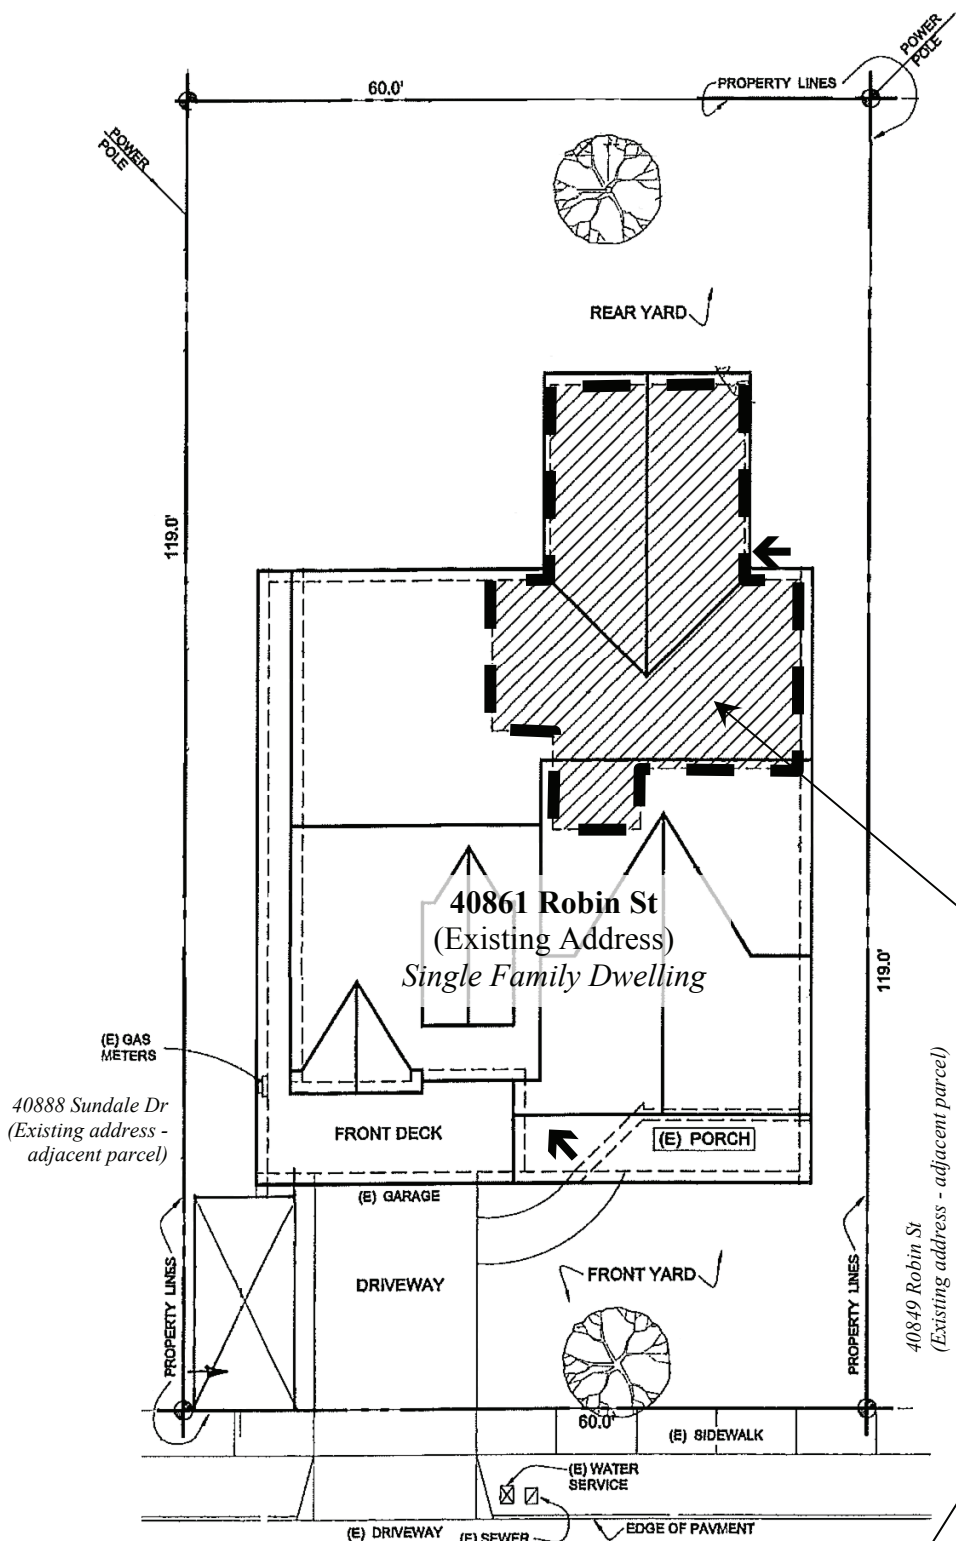 POWER
POLE
60.0'
PROPERTY LINES
POWER
POLE
REAR YARD
119.0'
40861 Robin St
(Existing Address)
Single Family Dwelling
119.0'
(E) GAS
METERS
40888 Sundale Dr
(Existing address -
adjacent parcel)
FRONT DECK
(E) PORCH
(E) GARAGE
DRIVEWAY
FRONT YARD
PROPERTY LINES
PROPERTY LINES
40849 Robin St
(Existing address - adjacent parcel)
60.0'
(E) SIDEWALK
(E) WATER
SERVICE
(E) DRIVEWAY
(E) SEWER
EDGE OF PAVMENT